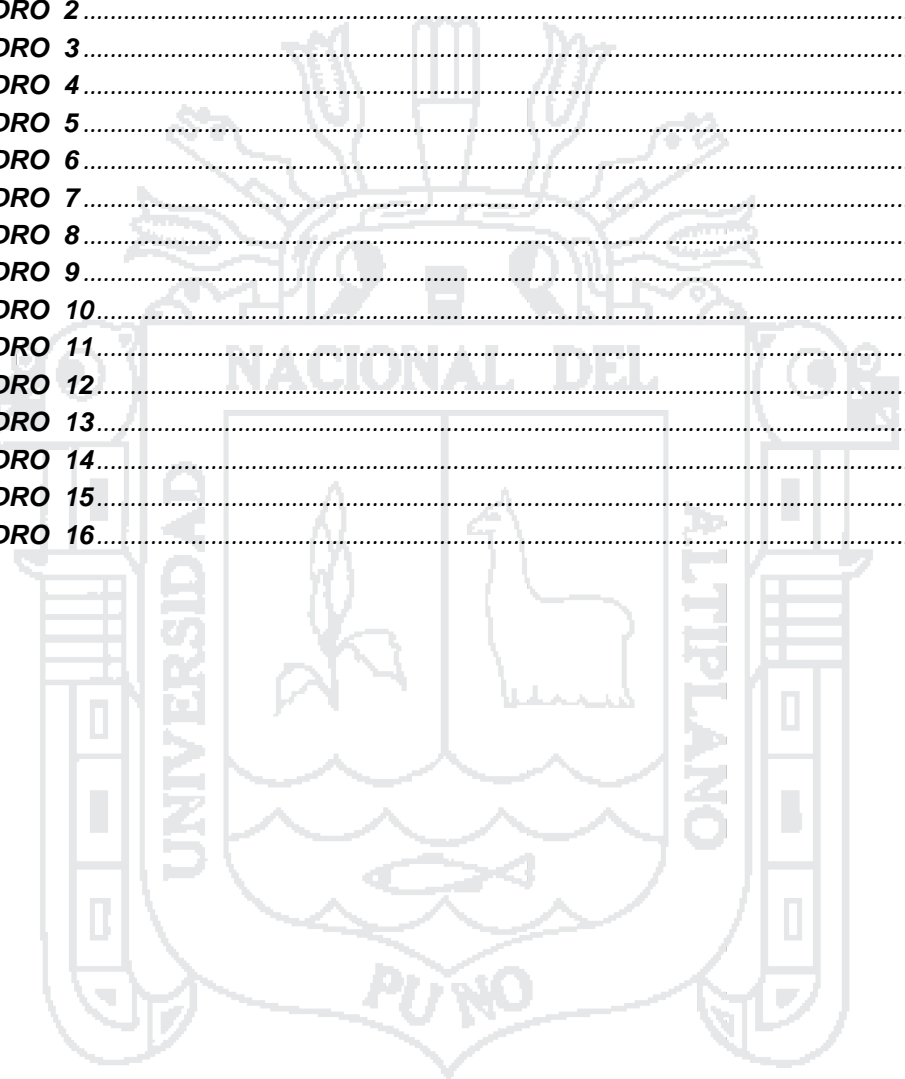 DRO 2
DRO 3
DRO 4
DRO 5
DRO 6
DRO 7
DRO 8
DRO 9
DRO 10
DRO 11
DRO 12
DRO 13
DRO 14
DRO 15
DRO 16
NACIONAL DEL
UNIVERSIDAD
ALTIPLANO
PUNO